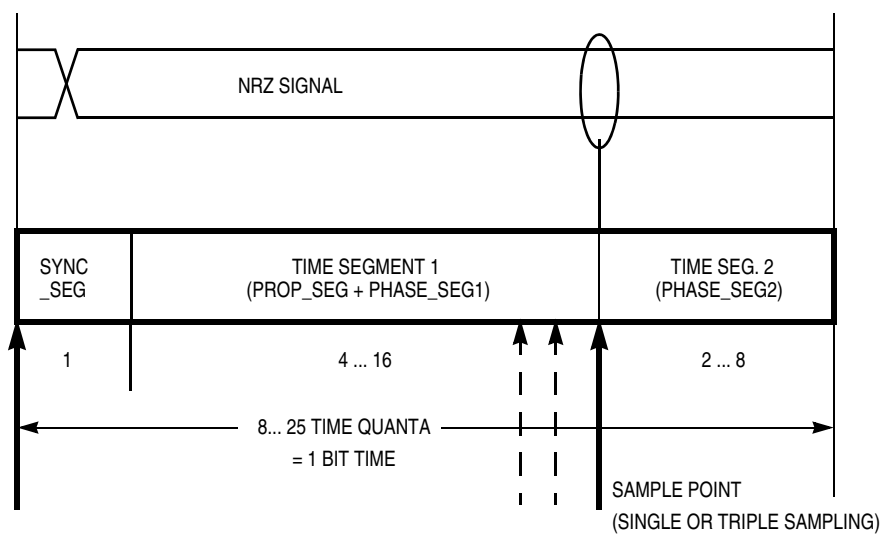 NRZ SIGNAL
SYNC
_SEG
TIME SEGMENT 1
(PROP_SEG + PHASE_SEG1)
TIME SEG. 2
(PHASE_SEG2)
1
4 ... 16
2 ... 8
8... 25 TIME QUANTA
= 1 BIT TIME
SAMPLE POINT
(SINGLE OR TRIPLE SAMPLING)